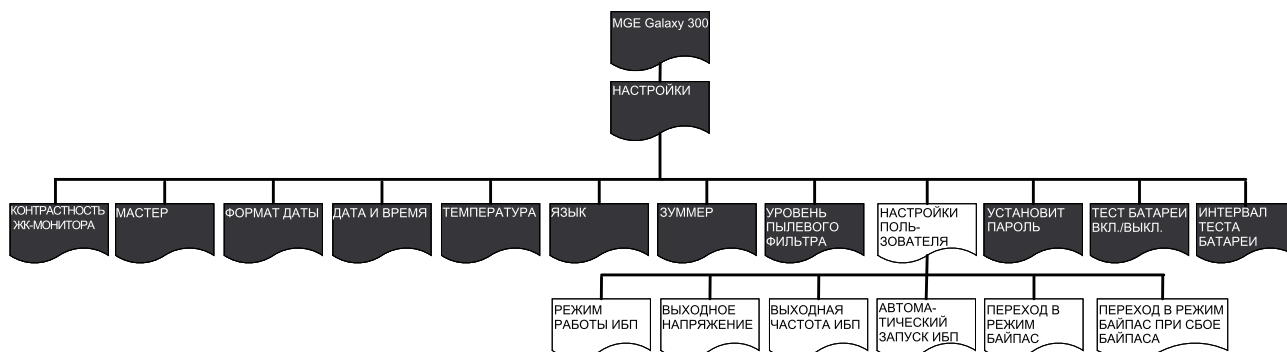 MGE Galaxy 300
НАСТРОЙКИ
КОНТРАСТНОСТЬ
ЖК-МОНИТОРА
МАСТЕР
ФОРМАТ ДАТЫ
ДАТА И ВРЕМЯ
ТЕМПЕРАТУРА
ЯЗЫК
ЗУММЕР
УРОВЕНЬ
ПЫЛЕВОГО
ФИЛЬТРА
НАСТРОЙКИ
ПОЛЬ-
ЗОВАТЕЛЯ
УСТАНОВИТ
ПАРОЛЬ
ТЕСТ БАТАРЕИ
ВКЛ./ВЫКЛ.
ИНТЕРВАЛ
ТЕСТА
БАТАРЕИ
РЕЖИМ
РАБОТЫ ИБП
ВЫХОДНОЕ
НАПРЯЖЕНИЕ
ВЫХОДНАЯ
ЧАСТОТА ИБП
АВТОМА-
ТИЧЕСКИЙ
ЗАПУСК ИБП
ПЕРЕХОД В
РЕЖИМ
БАЙПАС
ПЕРЕХОД В РЕЖИМ
БАЙПАС ПРИ СБОЕ
БАЙПАСА